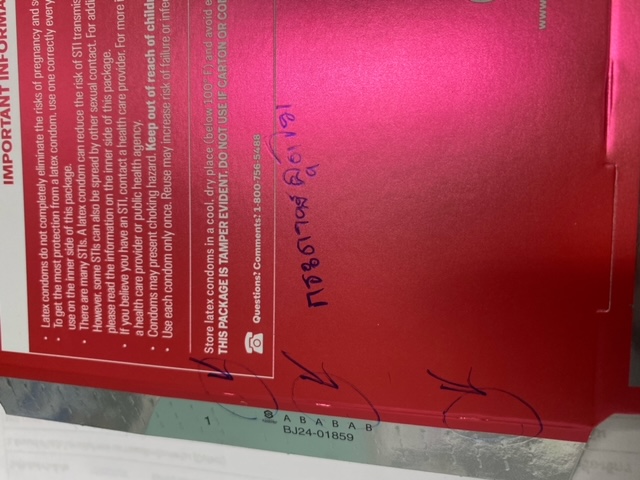 IMPORTANT INFORMA
• Latex condoms do not completely eliminate the risks of pregnancy and s
• To get the most protection from a latex condom, use one correctly every
use on the inner side of this package.
• There are many STIs. A latex condom can reduce the risk of STI transmis
However, some STIs can also be spread by other sexual contact. For addi
please read the information on the inner side of this package.
• If you believe you have an STI, contact a health care provider. For more i
a health care provider or public health agency.
• Condoms may present choking hazard. Keep out of reach of childr
• Use each condom only once. Reuse may increase risk of failure or infe
Store latex condoms in a cool, dry place (below 100°F) and avoid e
THIS PACKAGE IS TAMPER EVIDENT. DO NOT USE IF CARTON OR CO
Questions? Comments? 1-800-756-5488
www
1
A B A B A B
BJ24-01859